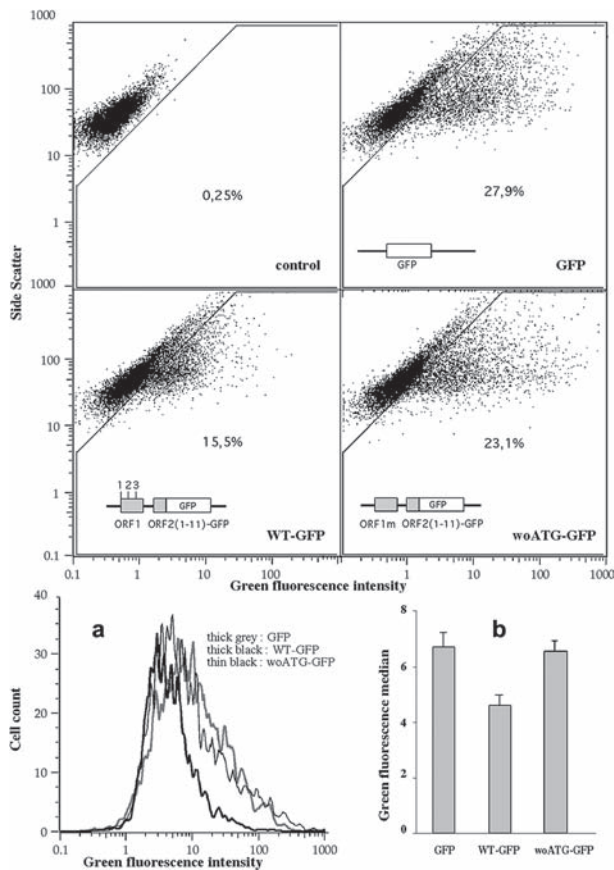 1000
100
10
1
1000
100
10
1
0.1
Side Scatter
0,25%
control
27,9%
GFP
GFP
15,5%
1 2 3
GFP
ORF1 ORF2(1-11)-GFP
WT-GFP
23,1%
GFP
ORF1m ORF2(1-11)-GFP
woATG-GFP
0.1 1 10 100 0.1 1 10 100 1000
Green fluorescence intensity
a
thick grey : GFP
thick black : WT-GFP
thin black : woATG-GFP
Cell count
40
30
20
10
0
0.1 1 10 100 1000
Green fluorescence intensity
b
Green fluorescence median
8
6
4
2
0
GFP WT-GFP woATG-GFP